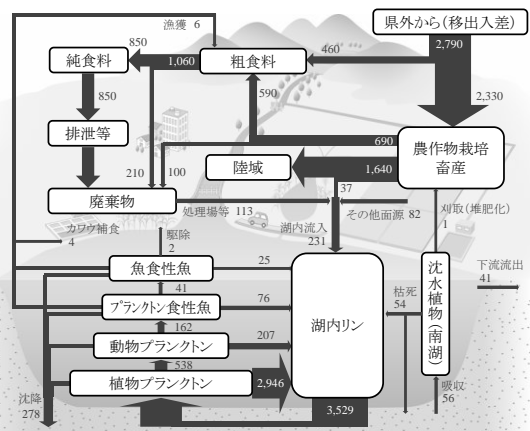 漁獲 6
県外から(移出入差)
2,790
850
純食料
1,060
粗食料
460
850
590
2,330
排泄等
690
農作物栽培
畜産
210
100
陸域
1,640
廃棄物
37
処理場等 113
その他面源 82
刈取(堆肥化)
1
カワウ補食
4
駆除
2
湖内流入
231
魚食性魚
25
41
プランクトン食性魚
76
162
動物プランクトン
207
538
植物プランクトン
2,946
湖内リン
3,529
枯死
54
沈水植物(南湖)
下流流出
41
吸収
56
沈降
278